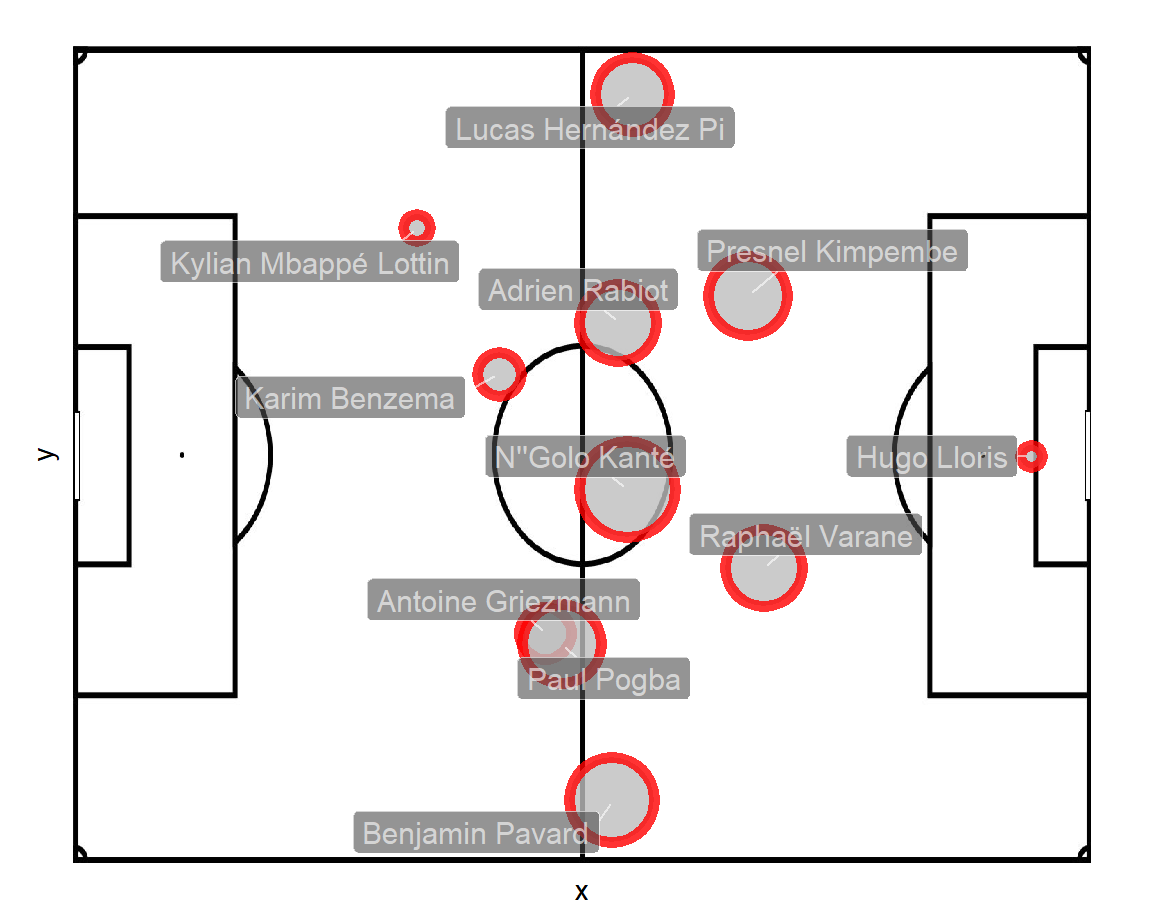 Lucas Hernández Pi
Presnel Kimpembe
Kylian Mbappé Lottin
Adrien Rabiot
Karim Benzema
N"Golo Kanté
Hugo Lloris
Raphaël Varane
Antoine Griezmann
Paul Pogba
Benjamin Pavard
y
x